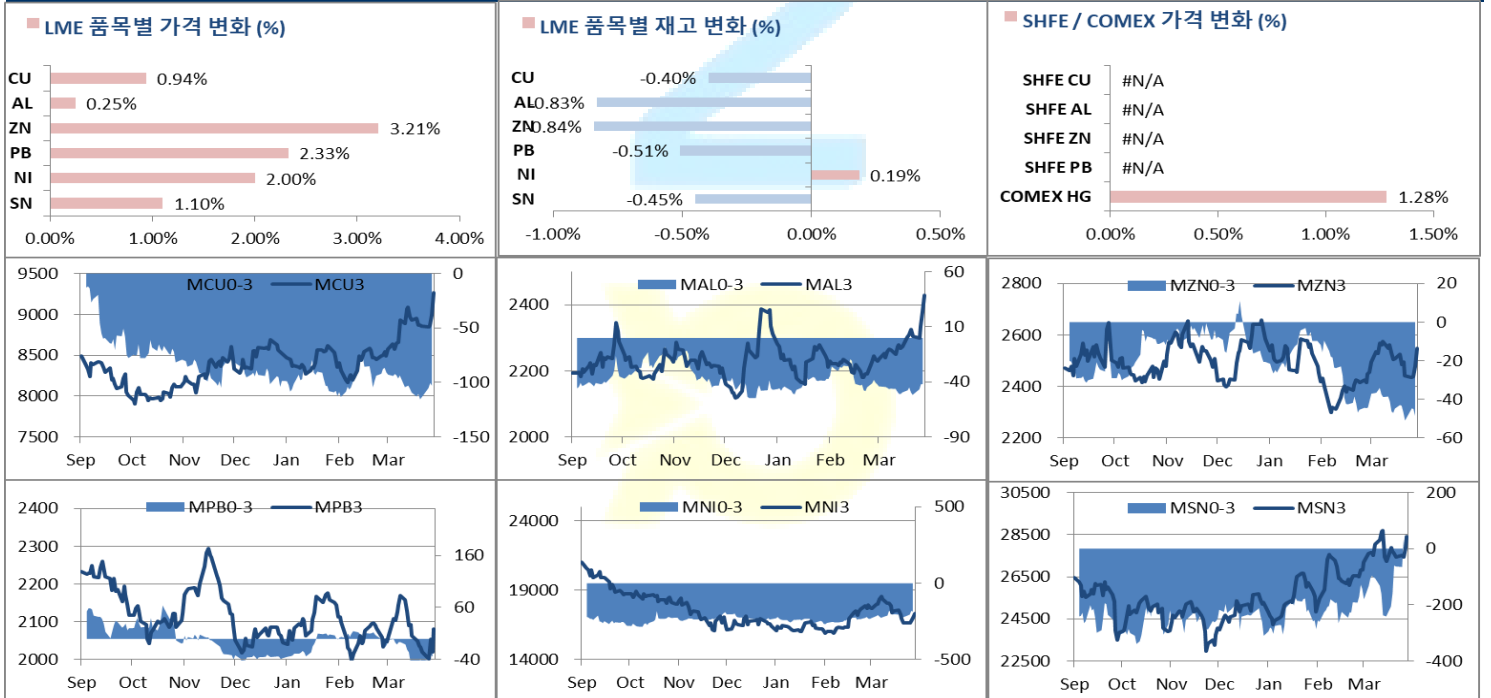 LME 품목별 가격 변화 (%)
CU 0.94%
AL 0.25%
ZN 3.21%
PB 2.33%
NI 2.00%
SN 1.10%
0.00% 1.00% 2.00% 3.00% 4.00%
LME 품목별 재고 변화 (%)
CU -0.40%
AL -0.83%
ZN -0.84%
PB -0.51%
NI 0.19%
SN -0.45%
-1.00% -0.50% 0.00% 0.50%
SHFE / COMEX 가격 변화 (%)
SHFE CU #N/A
SHFE AL #N/A
SHFE ZN #N/A
SHFE PB #N/A
COMEX HG 1.28%
0.00% 0.50% 1.00% 1.50%
MCU0-3 MCU3
9500 0
9000 -50
8500
8000 -100
7500 -150
Sep Oct Nov Dec Jan Feb Mar
MAL0-3 MAL3
60
2400
10
2200
-40
2000 -90
Sep Oct Nov Dec Jan Feb Mar
MZN0-3 MZN3
2800 20
0
2600
-20
2400
-40
2200 -60
Sep Oct Nov Dec Jan Feb Mar
MPB0-3 MPB3
2400
2300 160
2200
2100 60
2000 -40
Sep Oct Nov Dec Jan Feb Mar
MNI0-3 MNI3
24000 500
19000 0
14000 -500
Sep Oct Nov Dec Jan Feb Mar
MSN0-3 MSN3
30500 200
28500 0
26500
24500 -200
22500 -400
Sep Oct Nov Dec Jan Feb Mar